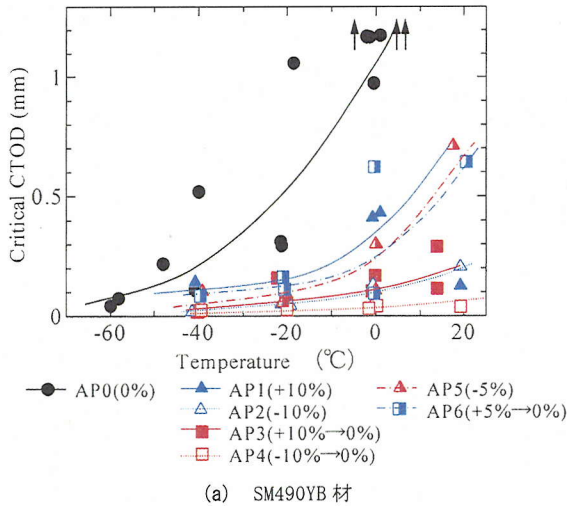 Critical CTOD (mm)
1
0.5
0
-60
-40
-20
0
20
Temperature (℃)
AP0(0%)
AP1(+10%)
AP2(-10%)
AP3(+10%→0%)
AP4(-10%→0%)
AP5(-5%)
AP6(+5%→0%)
(a) SM490YB 材